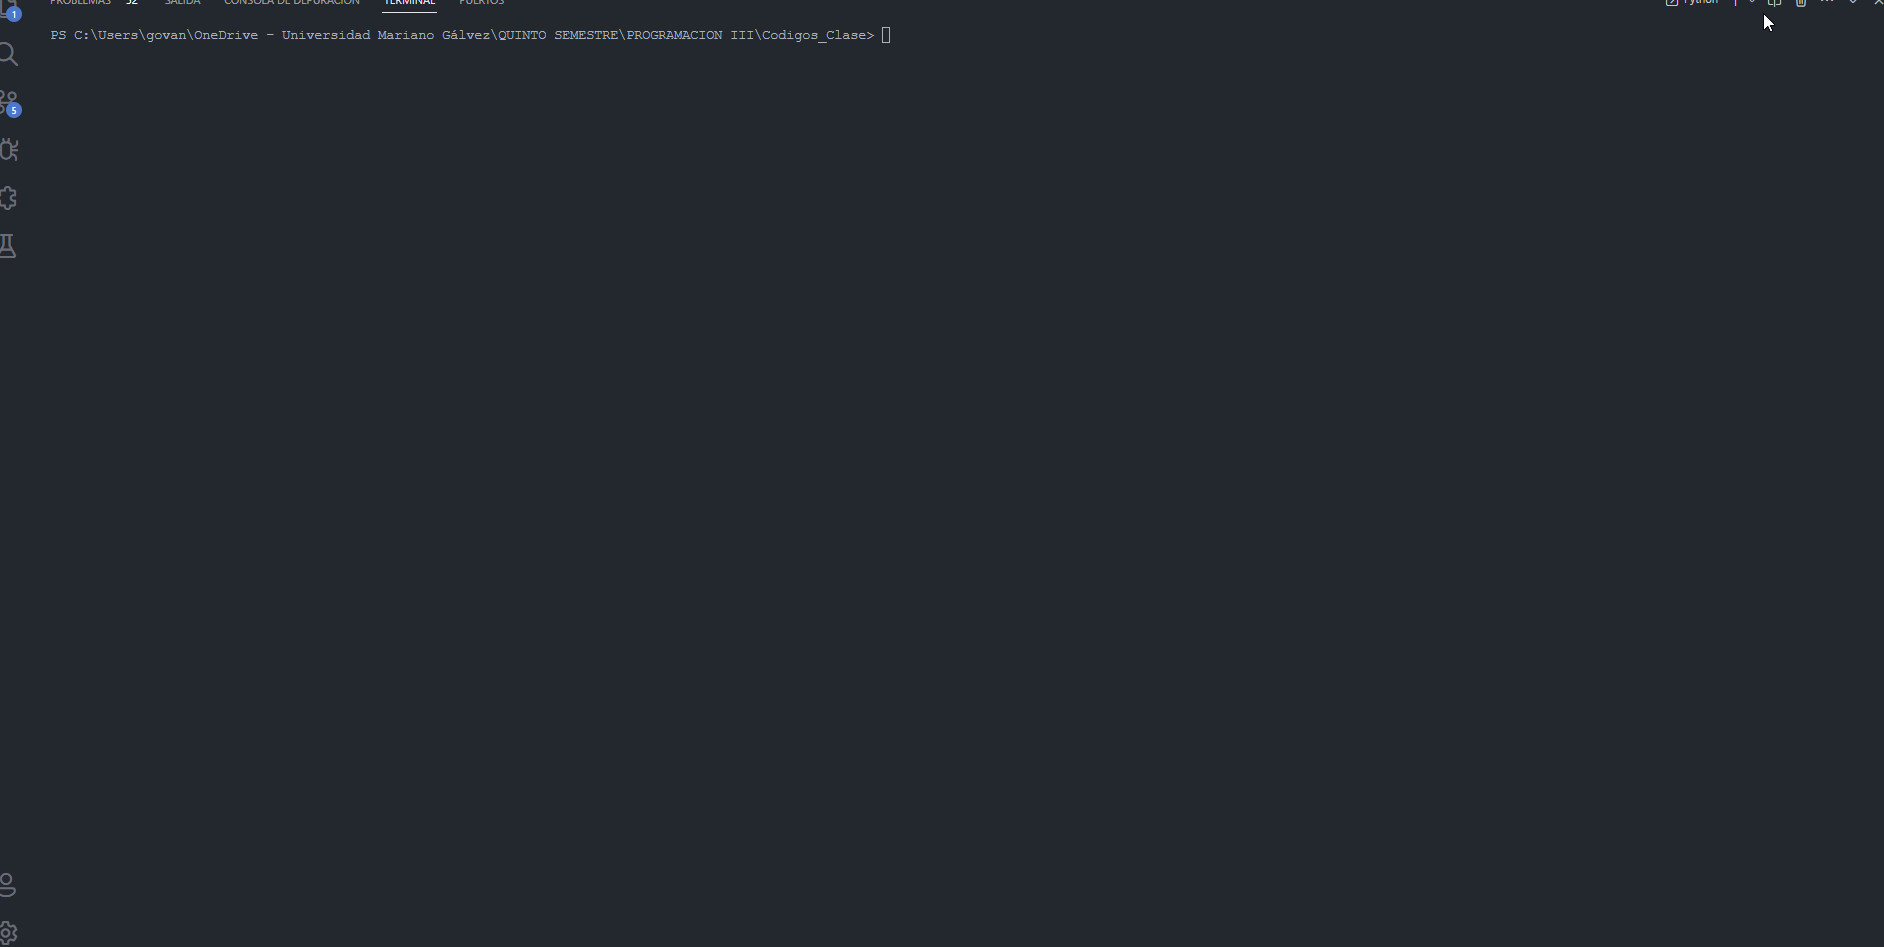 PROBLEMAS 52 SALIDA CONSOLA DE DEPURACIÓN TERMINAL PUERTOS Python
1
PS C:\Users\govan\OneDrive - Universidad Mariano Gálvez\QUINTO SEMESTRE\PROGRAMACION III\Codigos_Clase>
5